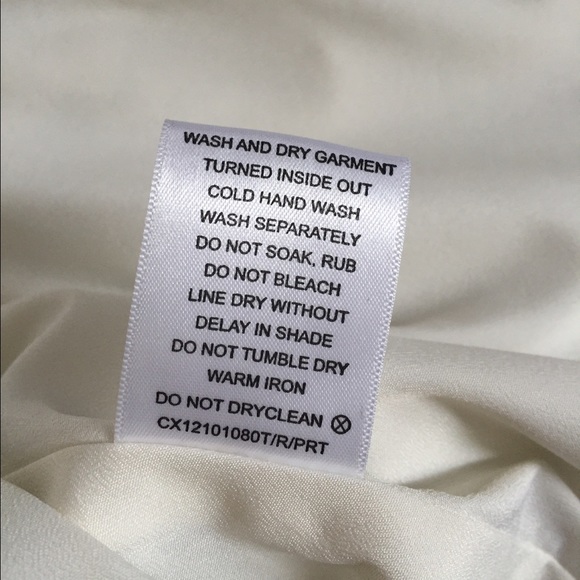 WASH AND DRY GARMENT
TURNED INSIDE OUT
COLD HAND WASH
WASH SEPARATELY
DO NOT SOAK, RUB
DO NOT BLEACH
LINE DRY WITHOUT
DELAY IN SHADE
DO NOT TUMBLE DRY
WARM IRON
DO NOT DRYCLEAN
CX12101080T/R/PRT